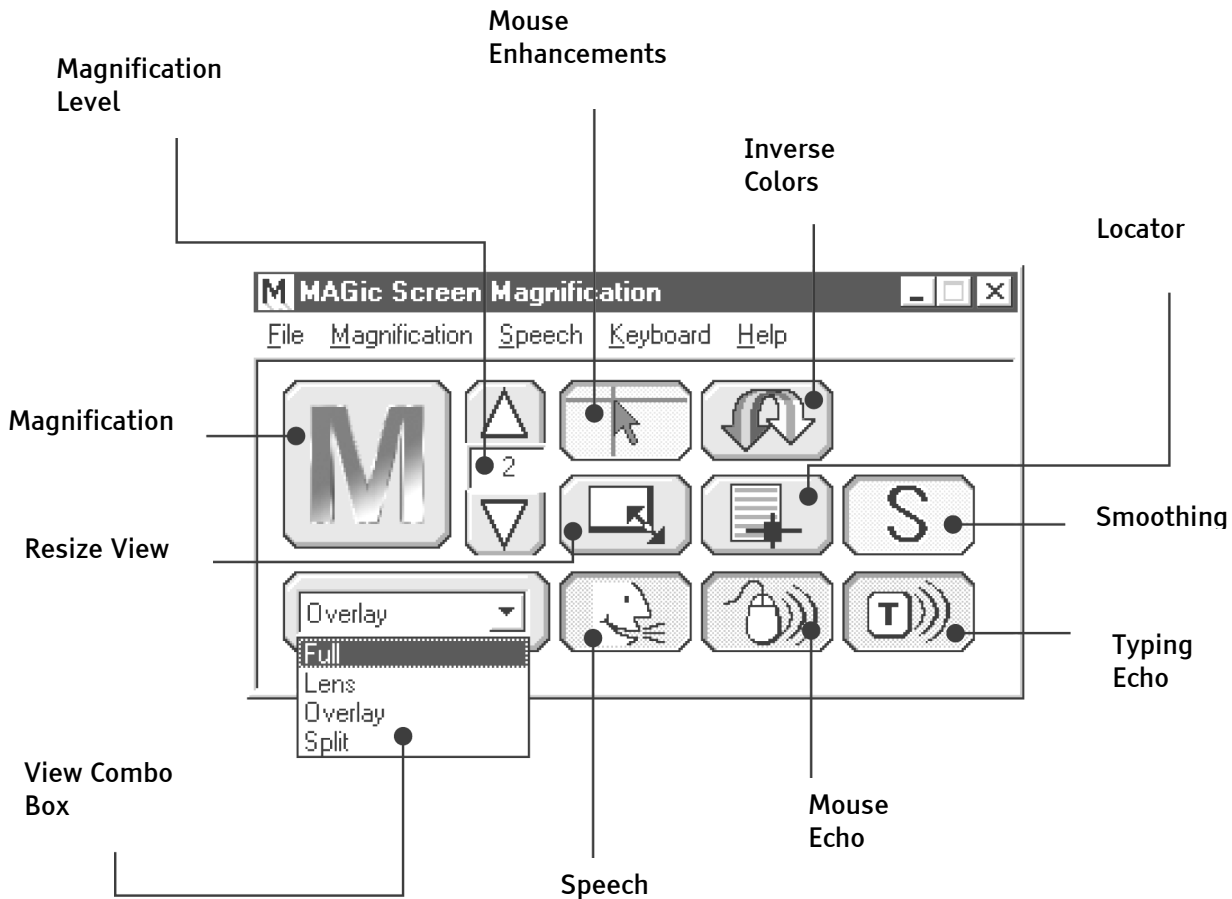 Mouse
Enhancements
Magnification
Level
Inverse
Colors
Locator
M MAGic Screen Magnification
File Magnification Speech Keyboard Help
Magnification
M
2
S
Smoothing
Resize View
Overlay
T
Full
Lens
Overlay
Split
Typing
Echo
View Combo
Box
Mouse
Echo
Speech